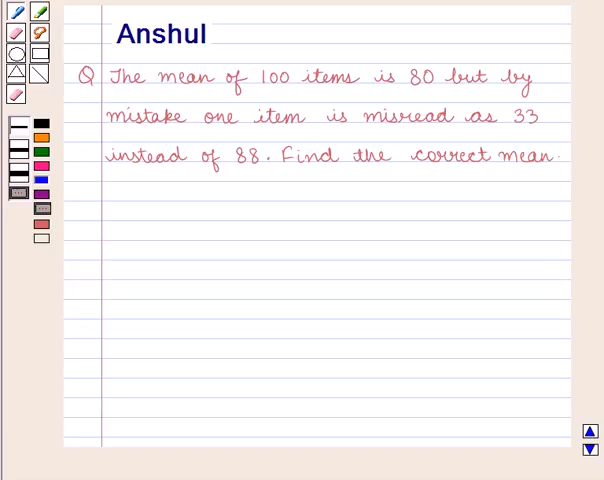 Anshul
Q The mean of 100 items is 80 but by
mistake one item is misread as 33
instead of 88. Find the correct mean.